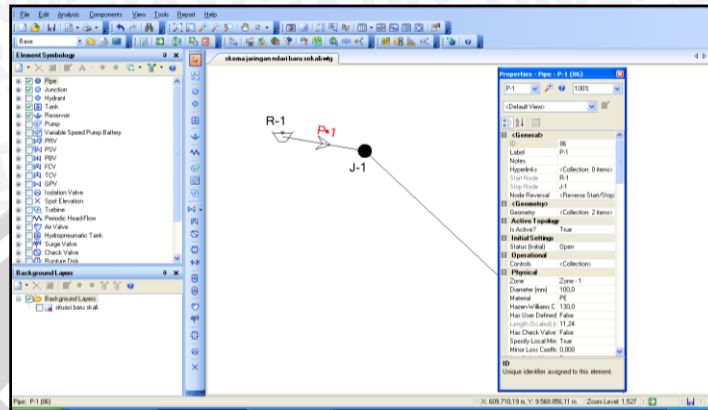 File Edit Analysis Components View Tools Report Help
Base
skema jaringan ndari baru sekali.wtg
Element Symbology
Pipe
Junction
Hydrant
Tank
Reservoir
Pump
Variable Speed Pump Battery
PRV
PSV
PBV
FCV
TCV
GPV
Isolation Valve
Spot Elevation
Turbine
Periodic Head-Flow
Air Valve
Hydropneumatic Tank
Surge Valve
Check Valve
Rupture Disk
Background Layers
Background Layers
situasi baru skali
R-1
P-1
J-1
Properties - Pipe - P-1 (86)
P-1 100%
<Default View>
<General>
ID 86
Label P-1
Notes
Hyperlinks <Collection: 0 items>
Start Node R-1
Stop Node J-1
Node Reversal <Reverse Start/Stop
<Geometry>
Geometry <Collection: 2 items>
Active Topology
Is Active? True
Initial Settings
Status (Initial) Open
Operational
Controls <Collection>
Physical
Zone Zone - 1
Diameter (mm) 100,0
Material PE
Hazen-Williams C 130,0
Has User Defined False
Length (Scaled) 11,24
Has Check Valve False
Specify Local Min True
Minor Loss Coeffic 0,000
ID
Unique identifier assigned to this element.
Pipe: P-1 (86)
X: 609.710,19 m, Y: 9.568.856,11 m Zoom Level: 1.527